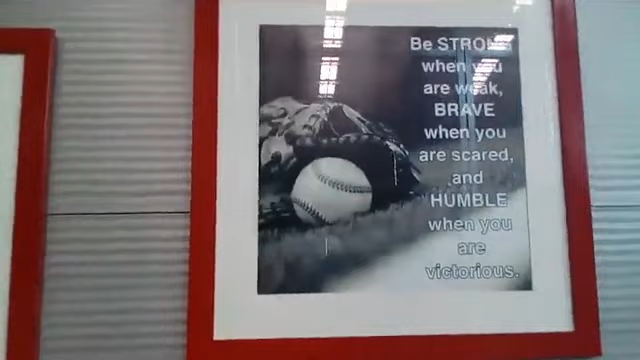 Be STRONG
when you
are weak,
BRAVE
when you
are scared,
and
HUMBLE
when you
are
victorious.